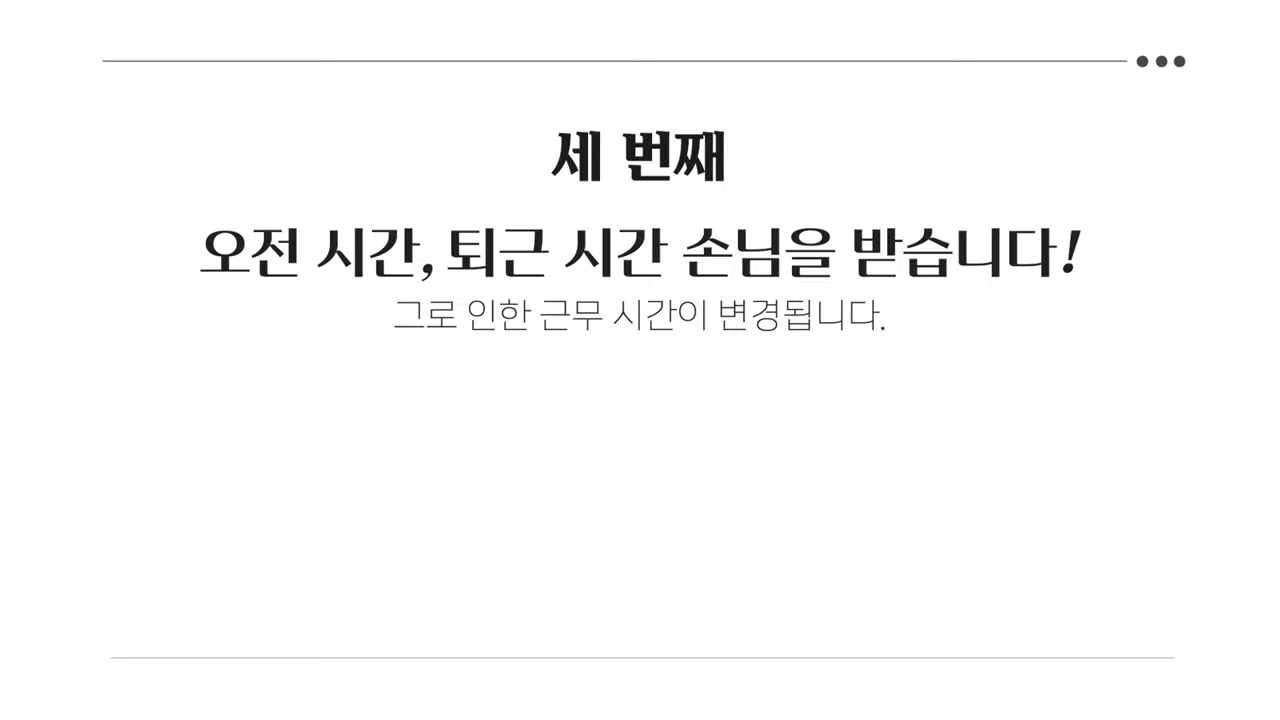 세 번째
오전 시간, 퇴근 시간 손님을 받습니다!
그로 인한 근무 시간이 변경됩니다.